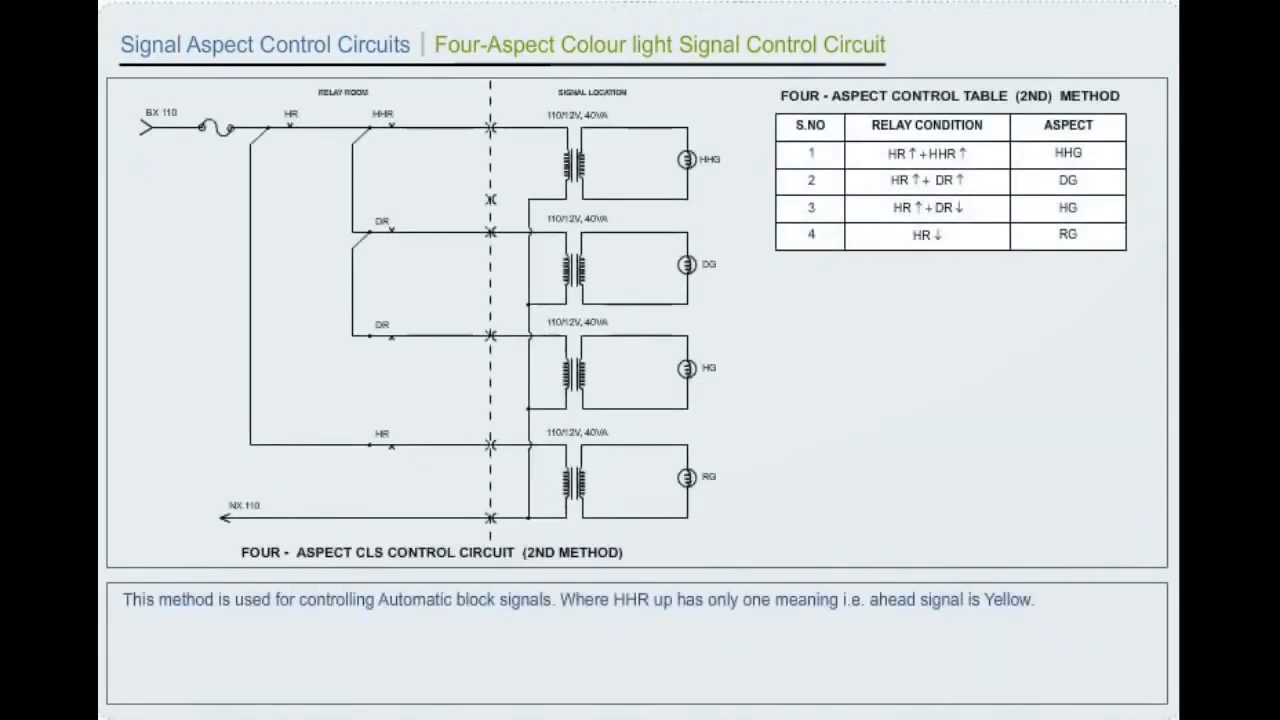 Signal Aspect Control Circuits | Four-Aspect Colour light Signal Control Circuit
RELAY ROOM
SIGNAL LOCATION
BX 110
HR
HHR
110/12V, 40VA
HHG
DR
110/12V, 40VA
DG
DR
110/12V, 40VA
HG
HR
110/12V, 40VA
RG
NX 110
FOUR - ASPECT CLS CONTROL CIRCUIT (2ND METHOD)
FOUR - ASPECT CONTROL TABLE (2ND) METHOD
S.NO RELAY CONDITION ASPECT
1 HR↑+HHR↑ HHG
2 HR↑+ DR↑ DG
3 HR↑+DR↓ HG
4 HR↓ RG
This method is used for controlling Automatic block signals. Where HHR up has only one meaning i.e. ahead signal is Yellow.